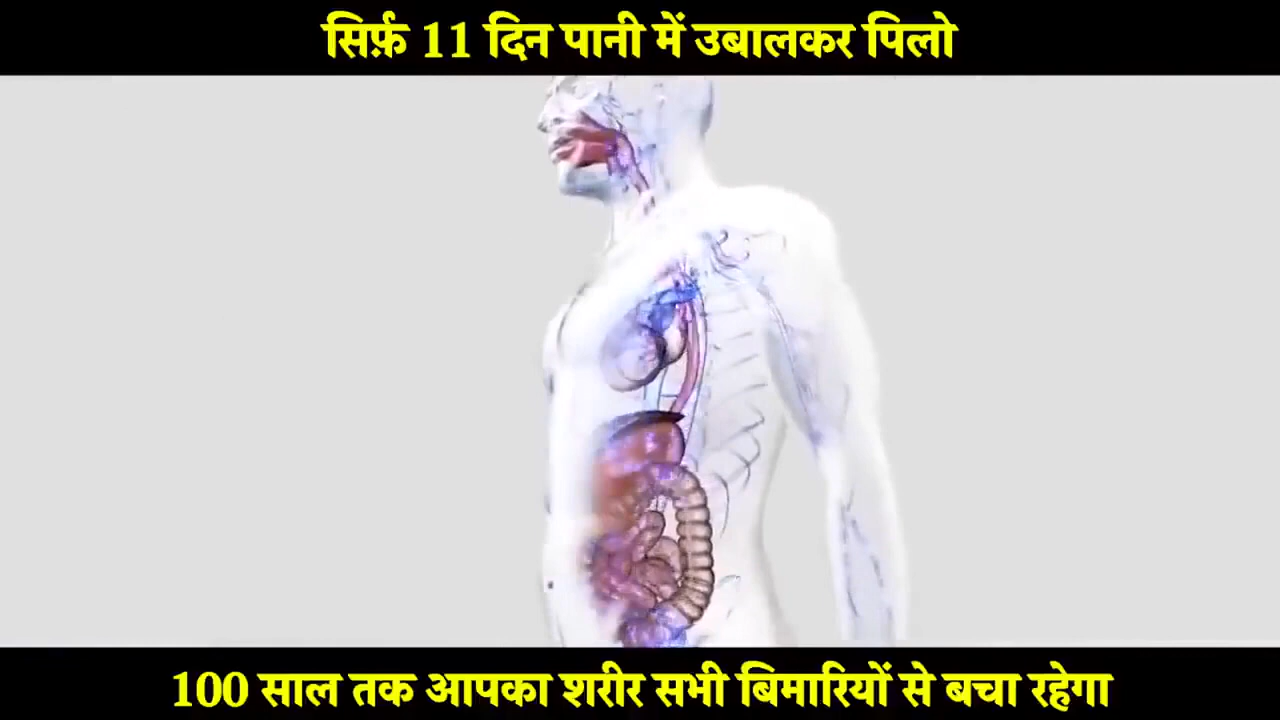 सिर्फ़ 11 दिन पानी में उबालकर पिलो
100 साल तक आपका शरीर सभी बिमारियों से बचा रहेगा